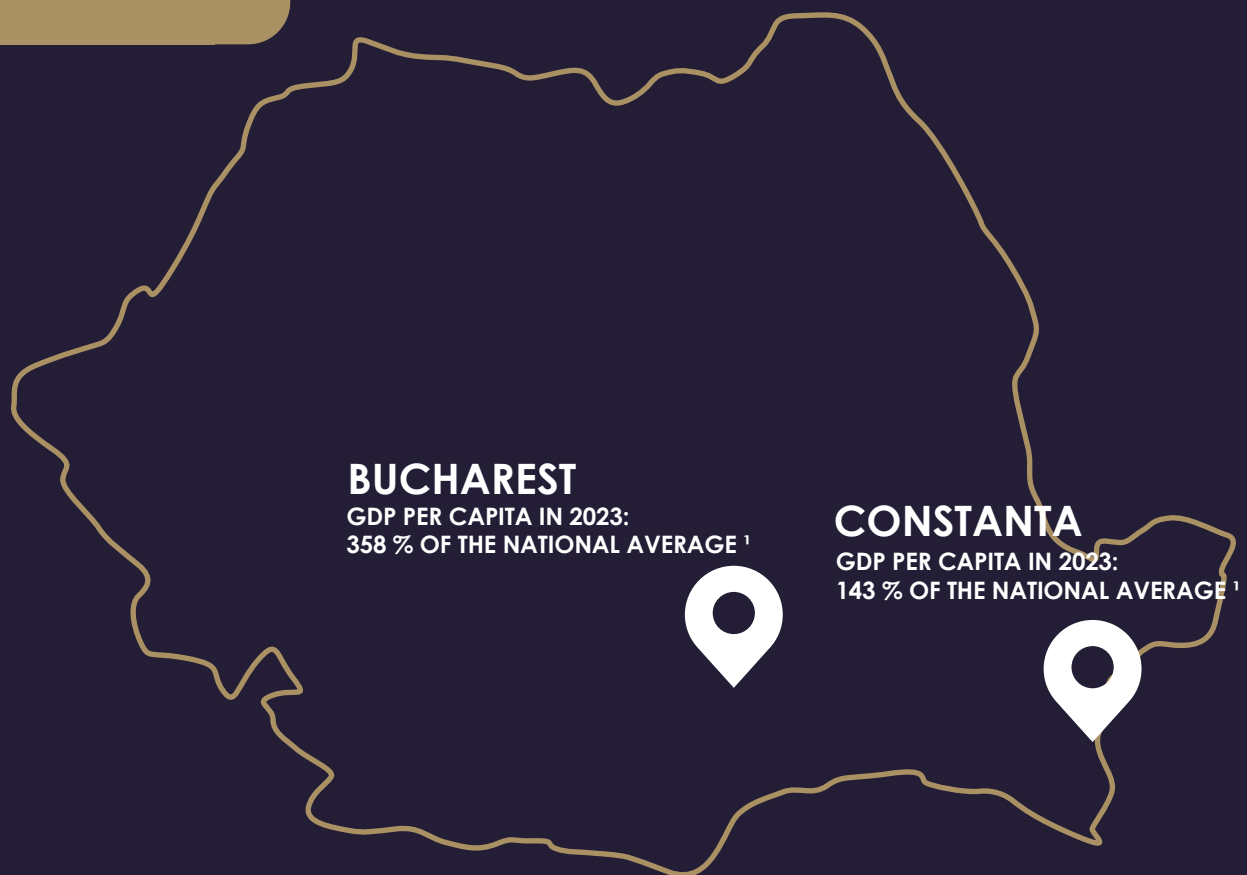 BUCHAREST
GDP PER CAPITA IN 2023:
358 % OF THE NATIONAL AVERAGE ¹
CONSTANTA
GDP PER CAPITA IN 2023:
143 % OF THE NATIONAL AVERAGE ¹